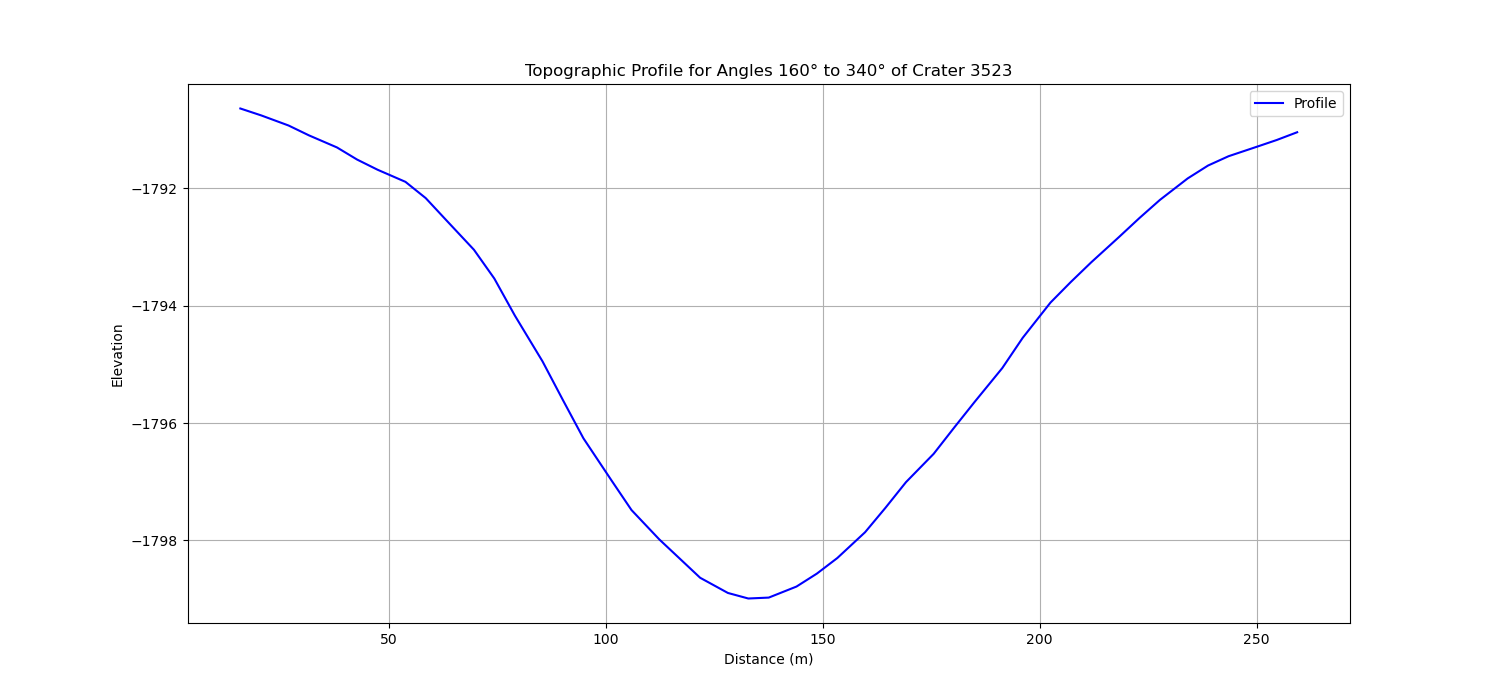 Topographic Profile for Angles 160° to 340° of Crater 3523
Profile
−1792
−1794
−1796
−1798
Elevation
50
100
150
200
250
Distance (m)